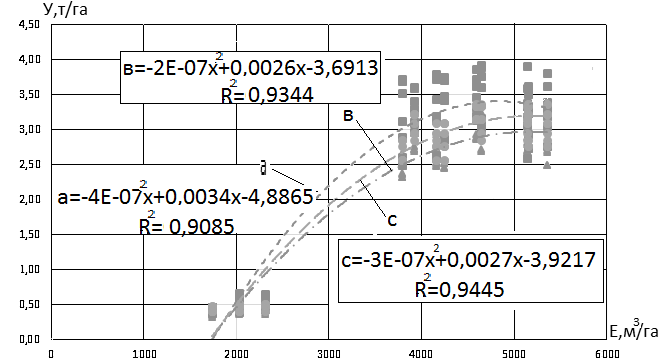 У,т/га
4,50
4,00
3,50
3,00
2,50
2,00
1,50
1,00
0,50
0,00
в=-2E-07x²+0,0026x-3,6913
R²= 0,9344
в
а
а=-4E-07x²+0,0034x-4,8865
R²= 0,9085
с
с=-3E-07x²+0,0027x-3,9217
R²=0,9445
Е,м³/га
0 1000 2000 3000 4000 5000 6000